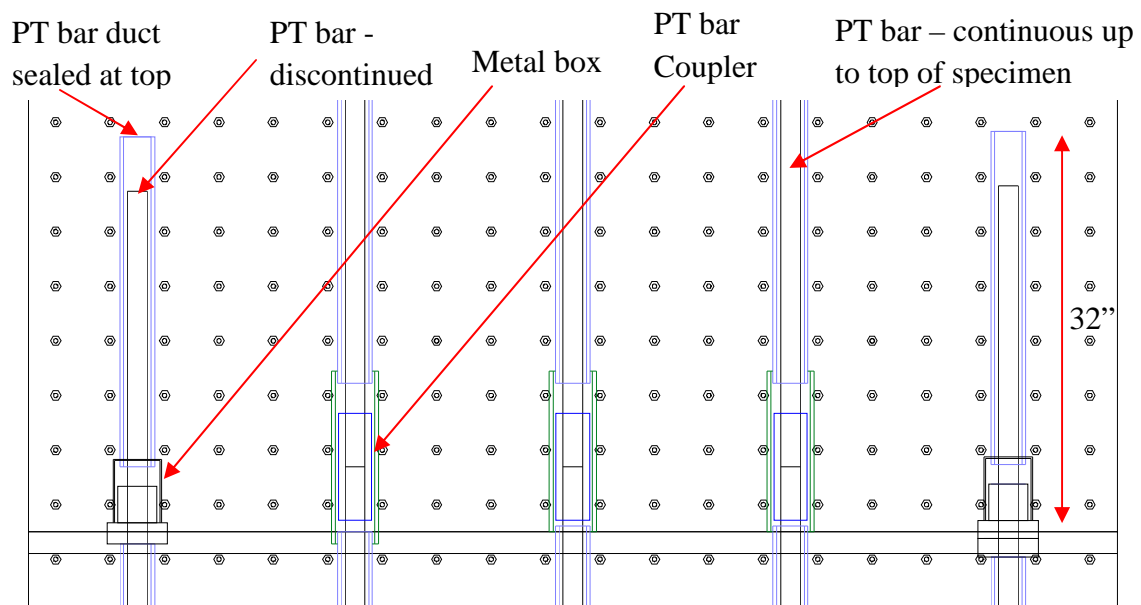 PT bar duct
sealed at top
PT bar -
discontinued
Metal box
PT bar
Coupler
PT bar – continuous up
to top of specimen
32”